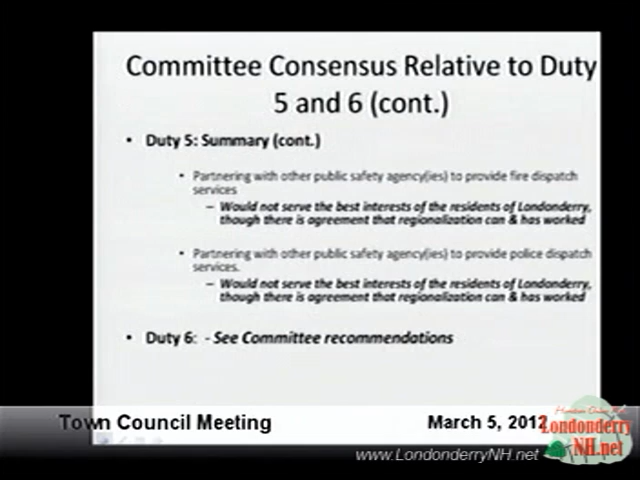 Committee Consensus Relative to Duty
5 and 6 (cont.)
• Duty 5: Summary (cont.)
• Partnering with other public safety agency(ies) to provide fire dispatch
services
– Would not serve the best interests of the residents of Londonderry,
though there is agreement that regionalization can & has worked
• Partnering with other public safety agency(ies) to provide police dispatch
services.
– Would not serve the best interests of the residents of Londonderry,
though there is agreement that regionalization can & has worked
• Duty 6: - See Committee recommendations
Town Council Meeting
March 5, 2012
Londonderry
NH.net
www.LondonderryNH.net